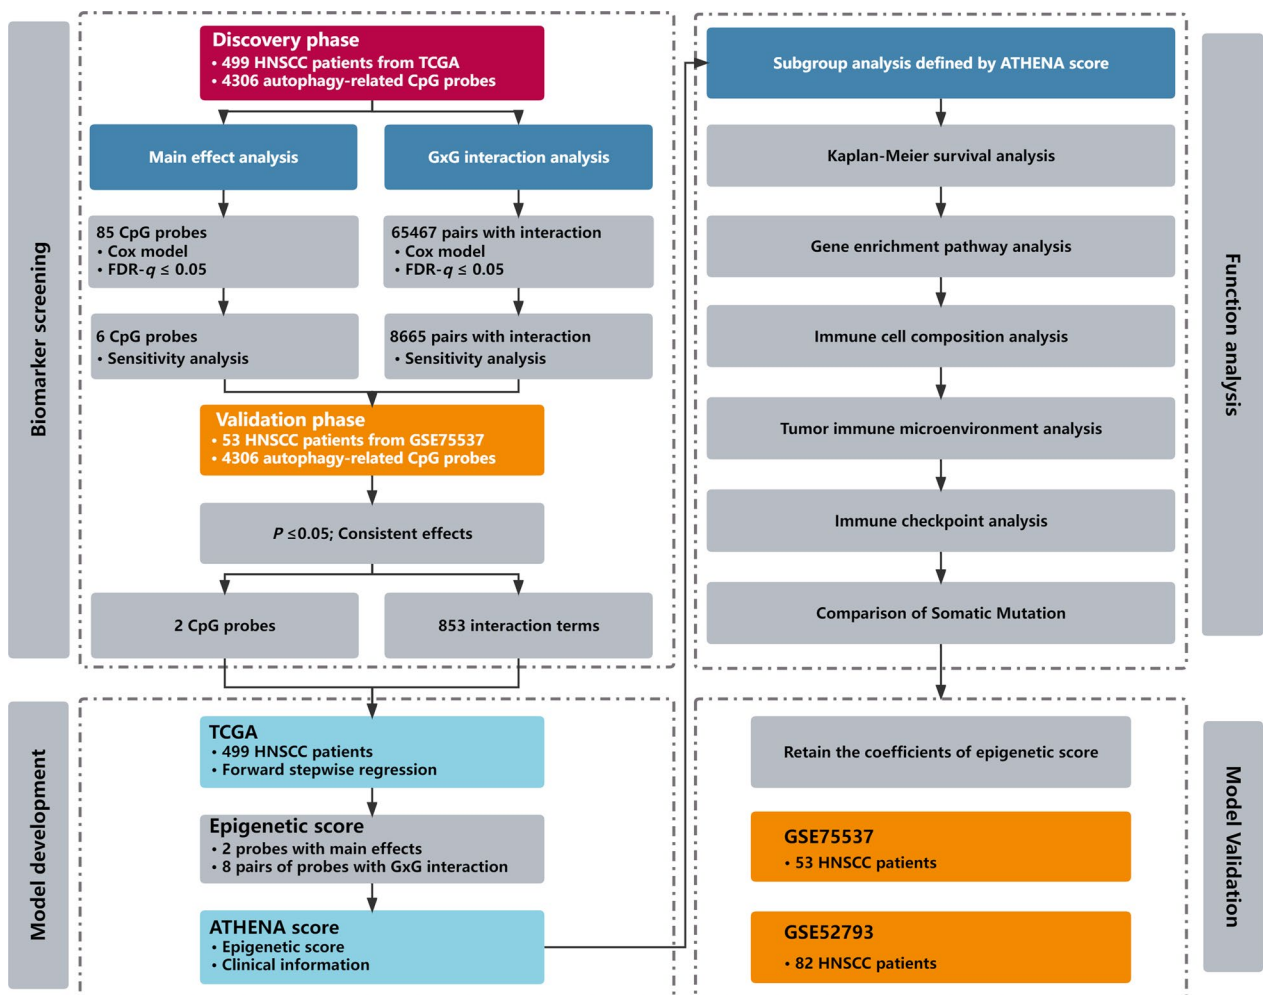 Biomarker screening
Discovery phase
• 499 HNSCC patients from TCGA
• 4306 autophagy-related CpG probes
Main effect analysis
GxG interaction analysis
85 CpG probes
• Cox model
• FDR-q ≤ 0.05
65467 pairs with interaction
• Cox model
• FDR-q ≤ 0.05
6 CpG probes
• Sensitivity analysis
8665 pairs with interaction
• Sensitivity analysis
Validation phase
• 53 HNSCC patients from GSE75537
• 4306 autophagy-related CpG probes
P ≤0.05; Consistent effects
2 CpG probes
853 interaction terms
Model development
TCGA
• 499 HNSCC patients
• Forward stepwise regression
Epigenetic score
• 2 probes with main effects
• 8 pairs of probes with GxG interaction
ATHENA score
• Epigenetic score
• Clinical information
Function analysis
Subgroup analysis defined by ATHENA score
Kaplan-Meier survival analysis
Gene enrichment pathway analysis
Immune cell composition analysis
Tumor immune microenvironment analysis
Immune checkpoint analysis
Comparison of Somatic Mutation
Model Validation
Retain the coefficients of epigenetic score
GSE75537
• 53 HNSCC patients
GSE52793
• 82 HNSCC patients